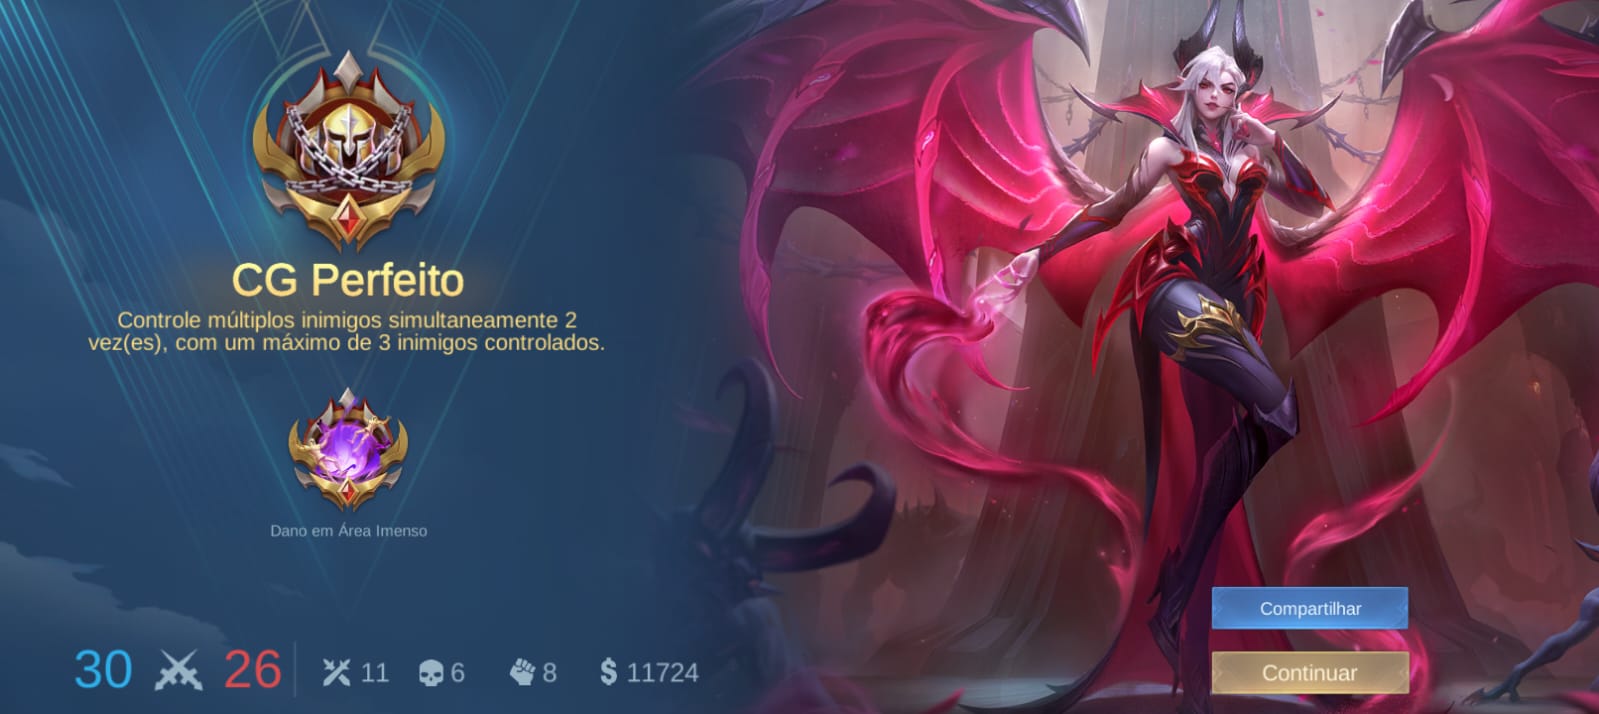 CG Perfeito
Controle múltiplos inimigos simultaneamente 2
vez(es), com um máximo de 3 inimigos controlados.
Dano em Área Imenso
30 26 11 6 8 $ 11724
Compartilhar
Continuar